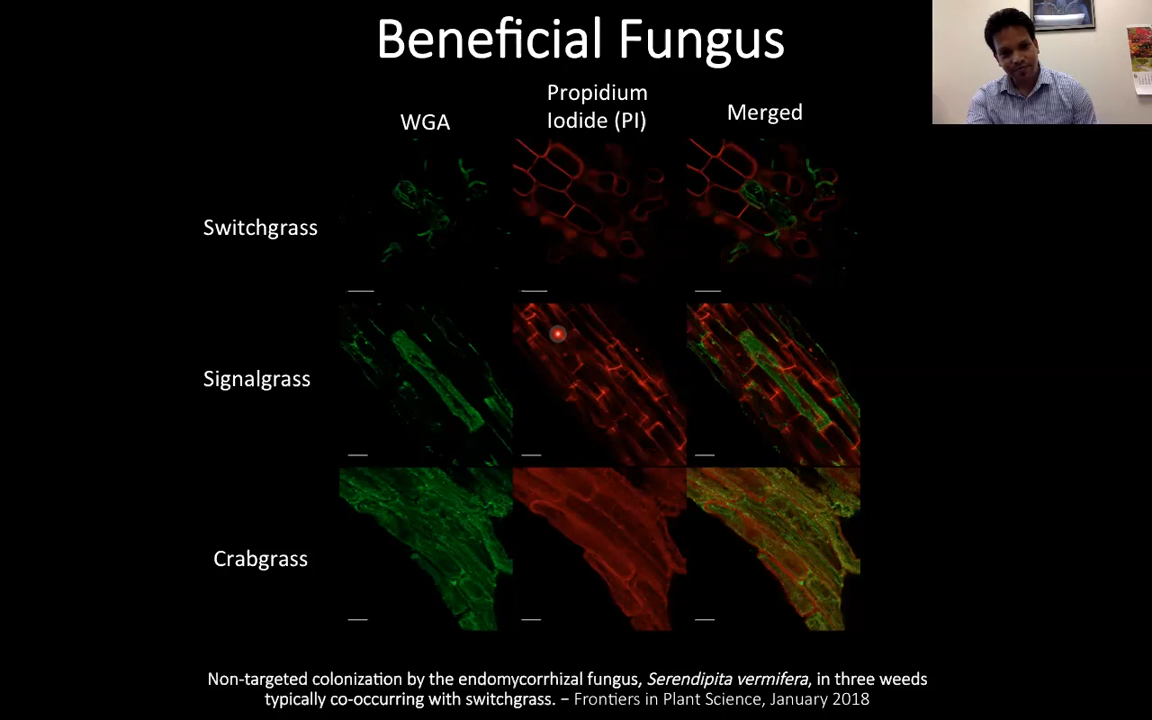 Beneficial Fungus
WGA
Propidium
Iodide (PI)
Merged
Switchgrass
Signalgrass
Crabgrass
Non-targeted colonization by the endomycorrhizal fungus, Serendipita vermifera, in three weeds
typically co-occurring with switchgrass. – Frontiers in Plant Science, January 2018